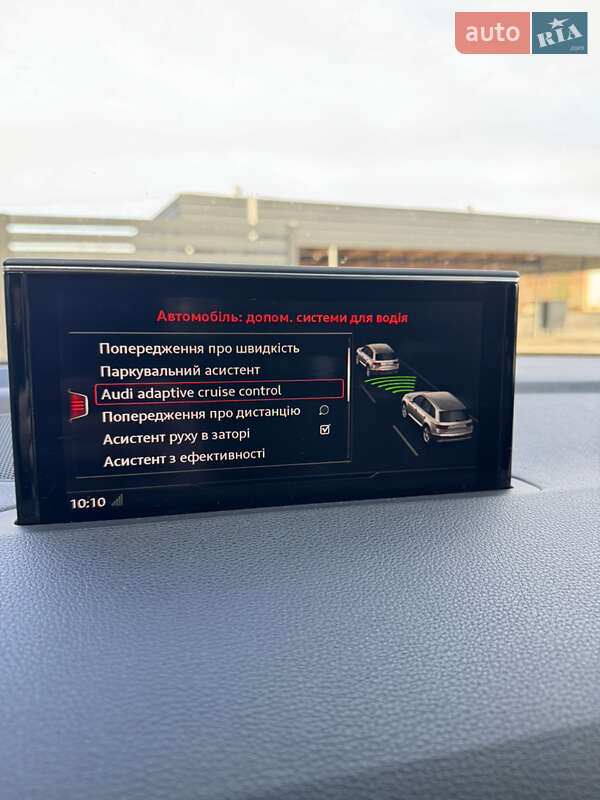 auto RIA.com
Автомобіль: допом. системи для водія
Попередження про швидкість
Паркувальний асистент
Audi adaptive cruise control
Попередження про дистанцію
Асистент руху в заторі
Асистент з ефективності
10:10